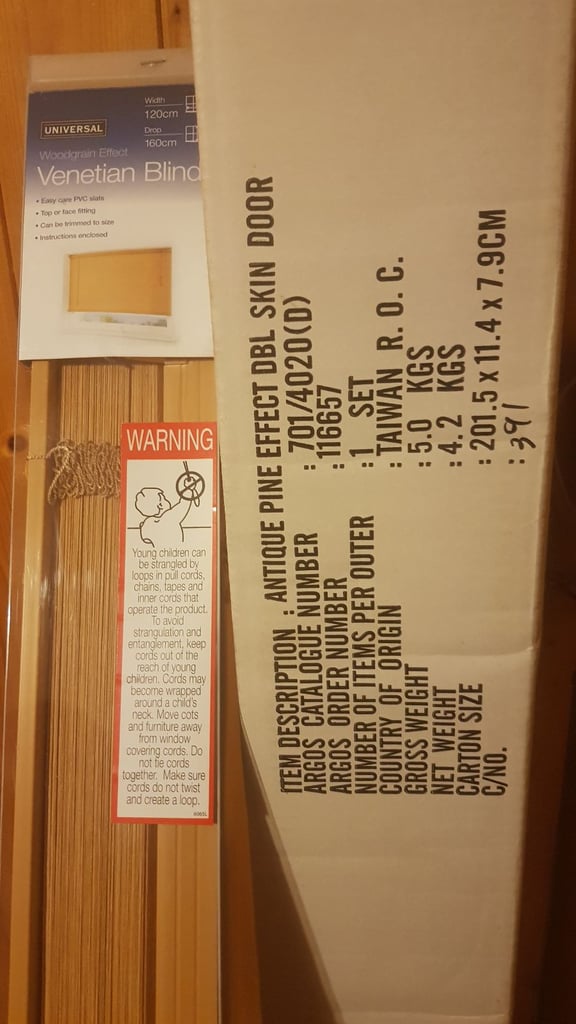 UNIVERSAL
Width
120cm
Drop
160cm
Woodgrain Effect
Venetian Blind
• Easy care PVC slats
• Top or face fitting
• Can be trimmed to size
• Instructions enclosed
WARNING
Young children can
be strangled by
loops in pull cords,
chains, tapes and
inner cords that
operate the product.
To avoid
strangulation and
entanglement, keep
cords out of the
reach of young
children. Cords may
become wrapped
around a child's
neck. Move cots
and furniture away
from window
covering cords. Do
not tie cords
together. Make sure
cords do not twist
and create a loop.
ITEM DESCRIPTION : ANTIQUE PINE EFFECT DBL SKIN DOOR
ARGOS CATALOGUE NUMBER : 701/4020(D)
ARGOS ORDER NUMBER : 116657
NUMBER OF ITEMS PER OUTER : 1 SET
COUNTRY OF ORIGIN : TAIWAN R. O. C.
GROSS WEIGHT : 5.0 KGS
NET WEIGHT : 4.2 KGS
CARTON SIZE : 201.5 x 11.4 x 7.9CM
C/NO. : 391